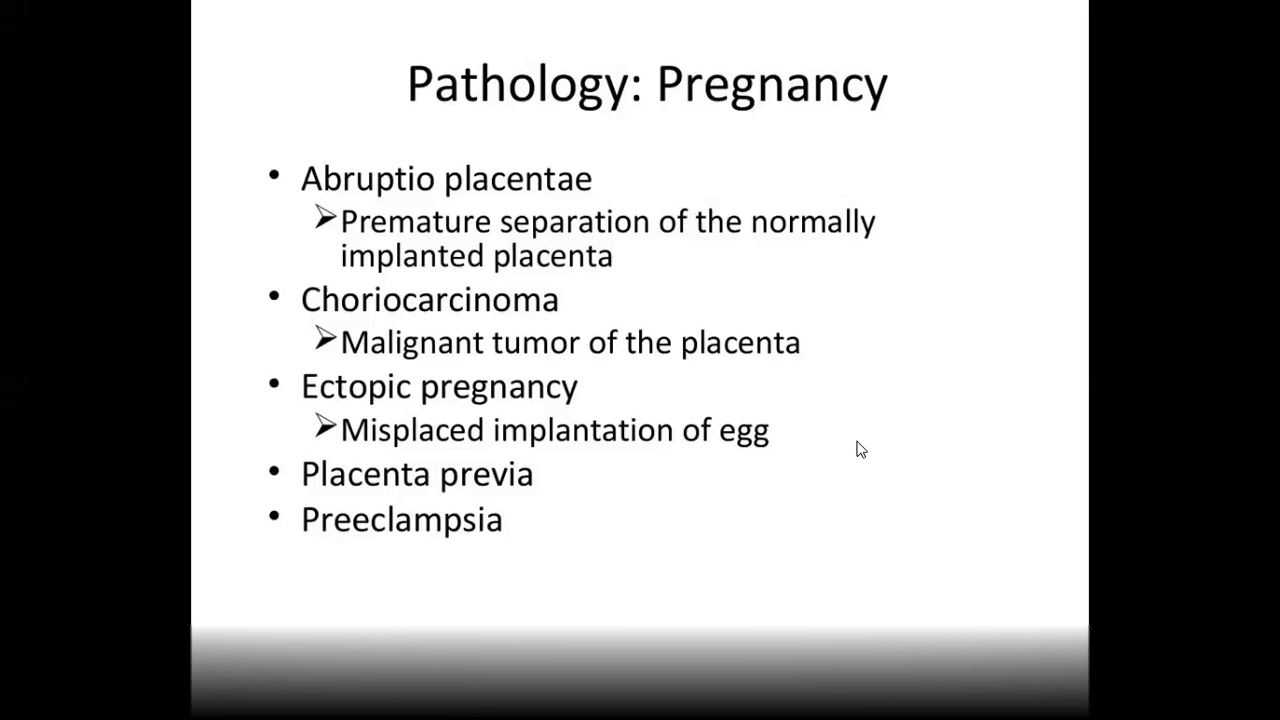 Pathology: Pregnancy
• Abruptio placentae
➢Premature separation of the normally
implanted placenta
• Choriocarcinoma
➢Malignant tumor of the placenta
• Ectopic pregnancy
➢Misplaced implantation of egg
• Placenta previa
• Preeclampsia